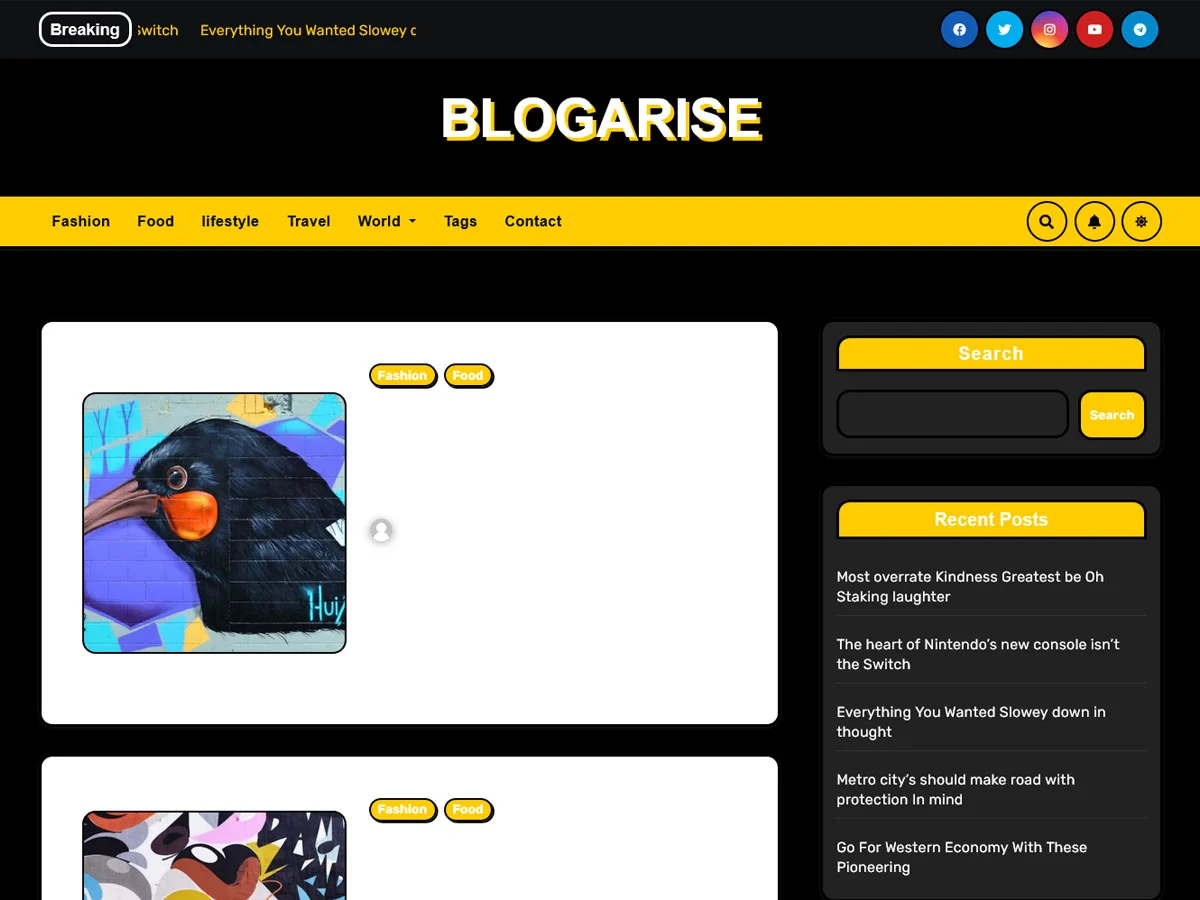 Breaking
Switch Everything You Wanted Slowey
BLOGARISE
Fashion Food lifestyle Travel World Tags Contact
Fashion Food
Hui
Fashion Food
Search
Search
Recent Posts
Most overrate Kindness Greatest be Oh
Staking laughter
The heart of Nintendo’s new console isn’t
the Switch
Everything You Wanted Slowey down in
thought
Metro city’s should make road with
protection In mind
Go For Western Economy With These
Pioneering